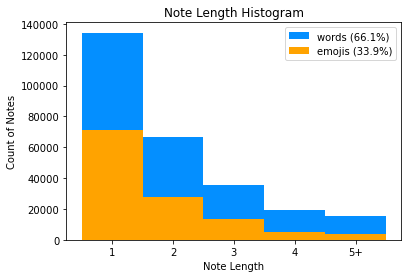 Note Length Histogram
140000
120000
100000
80000
60000
40000
20000
0
Count of Notes
words (66.1%)
emojis (33.9%)
1 2 3 4 5+
Note Length